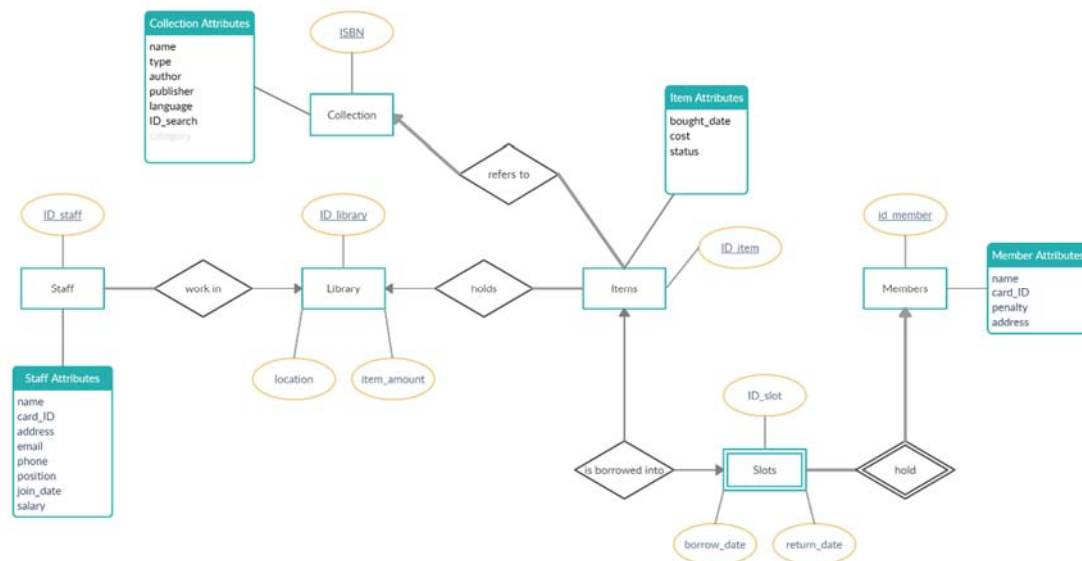 Collection Attributes
name
type
author
publisher
language
ID_search
category
ISBN
Collection
Item Attributes
bought_date
cost
status
refers to
ID_staff
ID_library
ID_item
id_member
Member Attributes
name
card_ID
penalty
address
Staff
work in
Library
holds
Items
Members
location
item_amount
Staff Attributes
name
card_ID
address
email
phone
position
join_date
salary
ID_slot
is borrowed into
Slots
hold
borrow_date
return_date